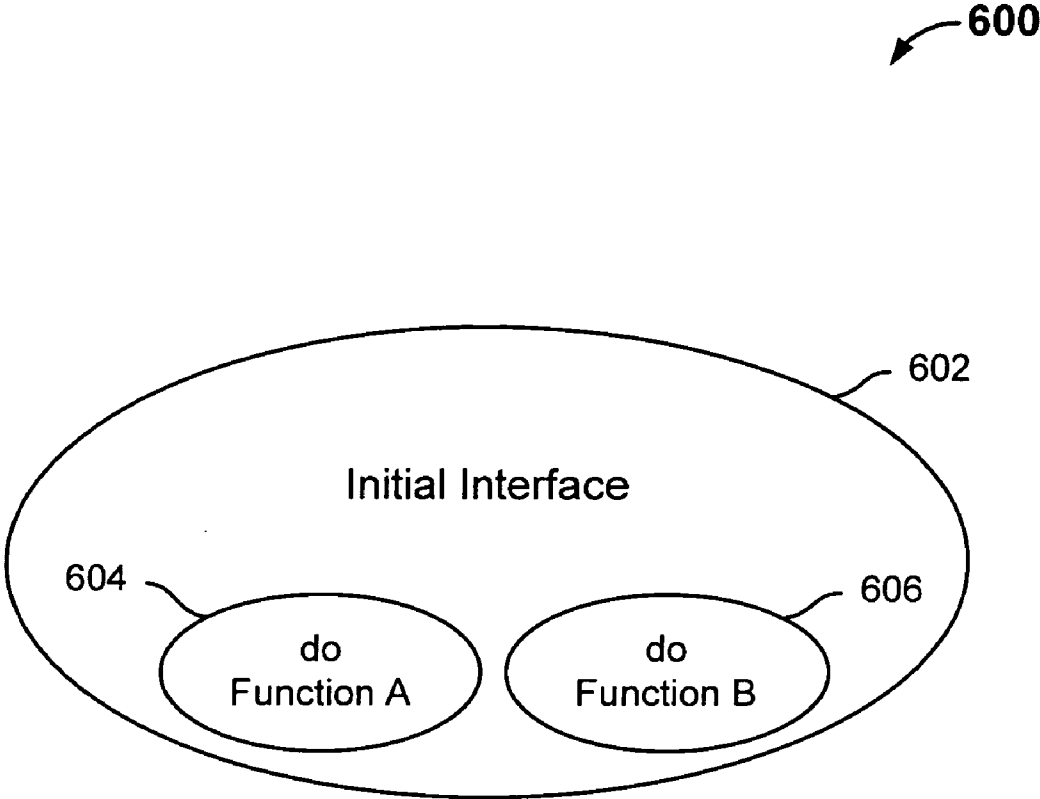 600
602
Initial Interface
604
606
do
Function A
do
Function B